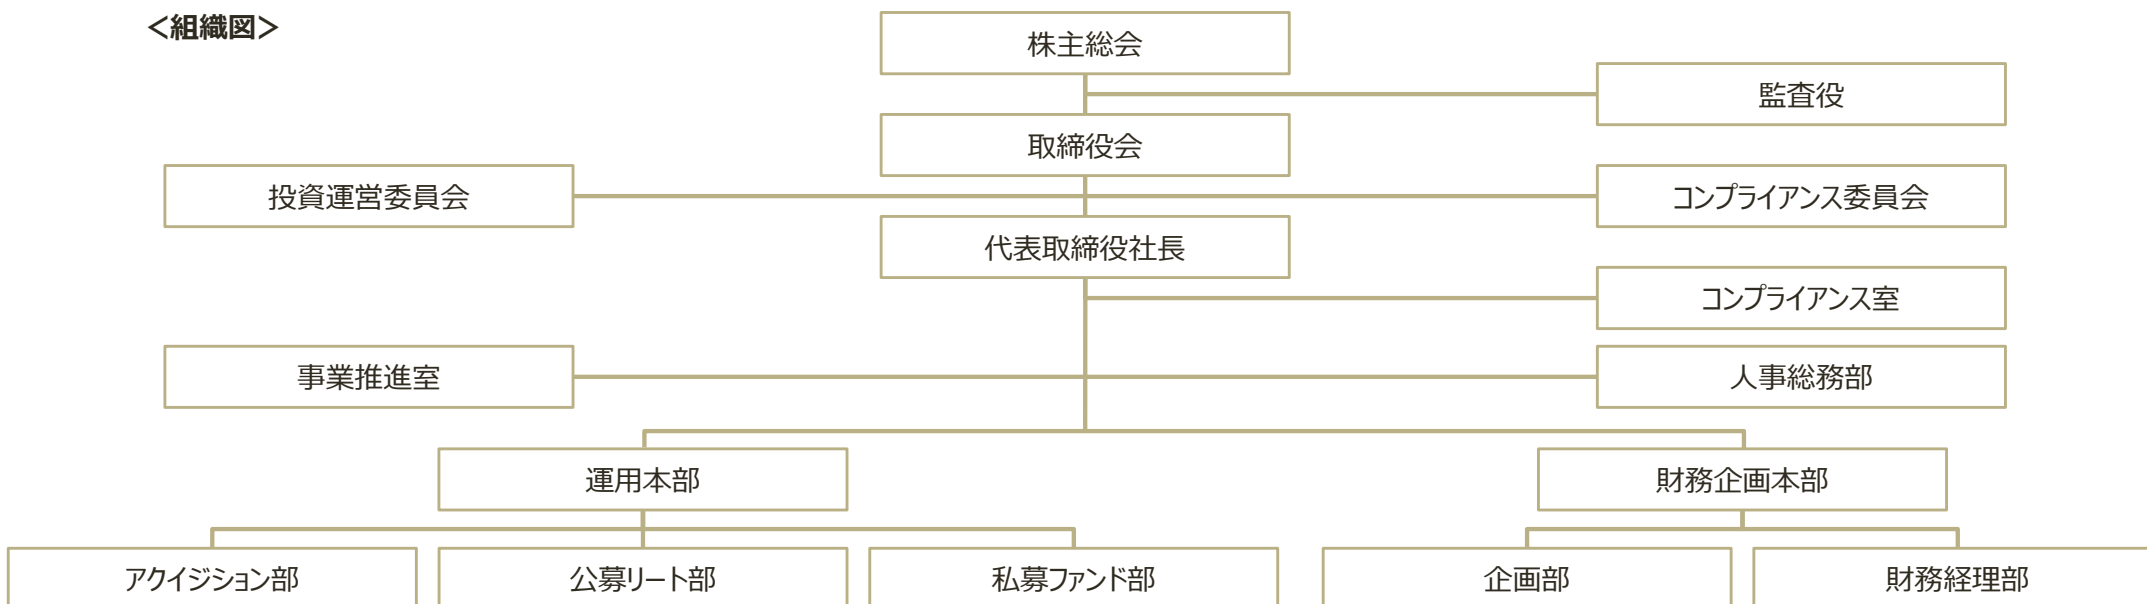 ＜組織図＞
株主総会
監査役
取締役会
投資運営委員会
コンプライアンス委員会
代表取締役社長
コンプライアンス室
事業推進室
人事総務部
運用本部
財務企画本部
アクイジション部
公募リート部
私募ファンド部
企画部
財務経理部